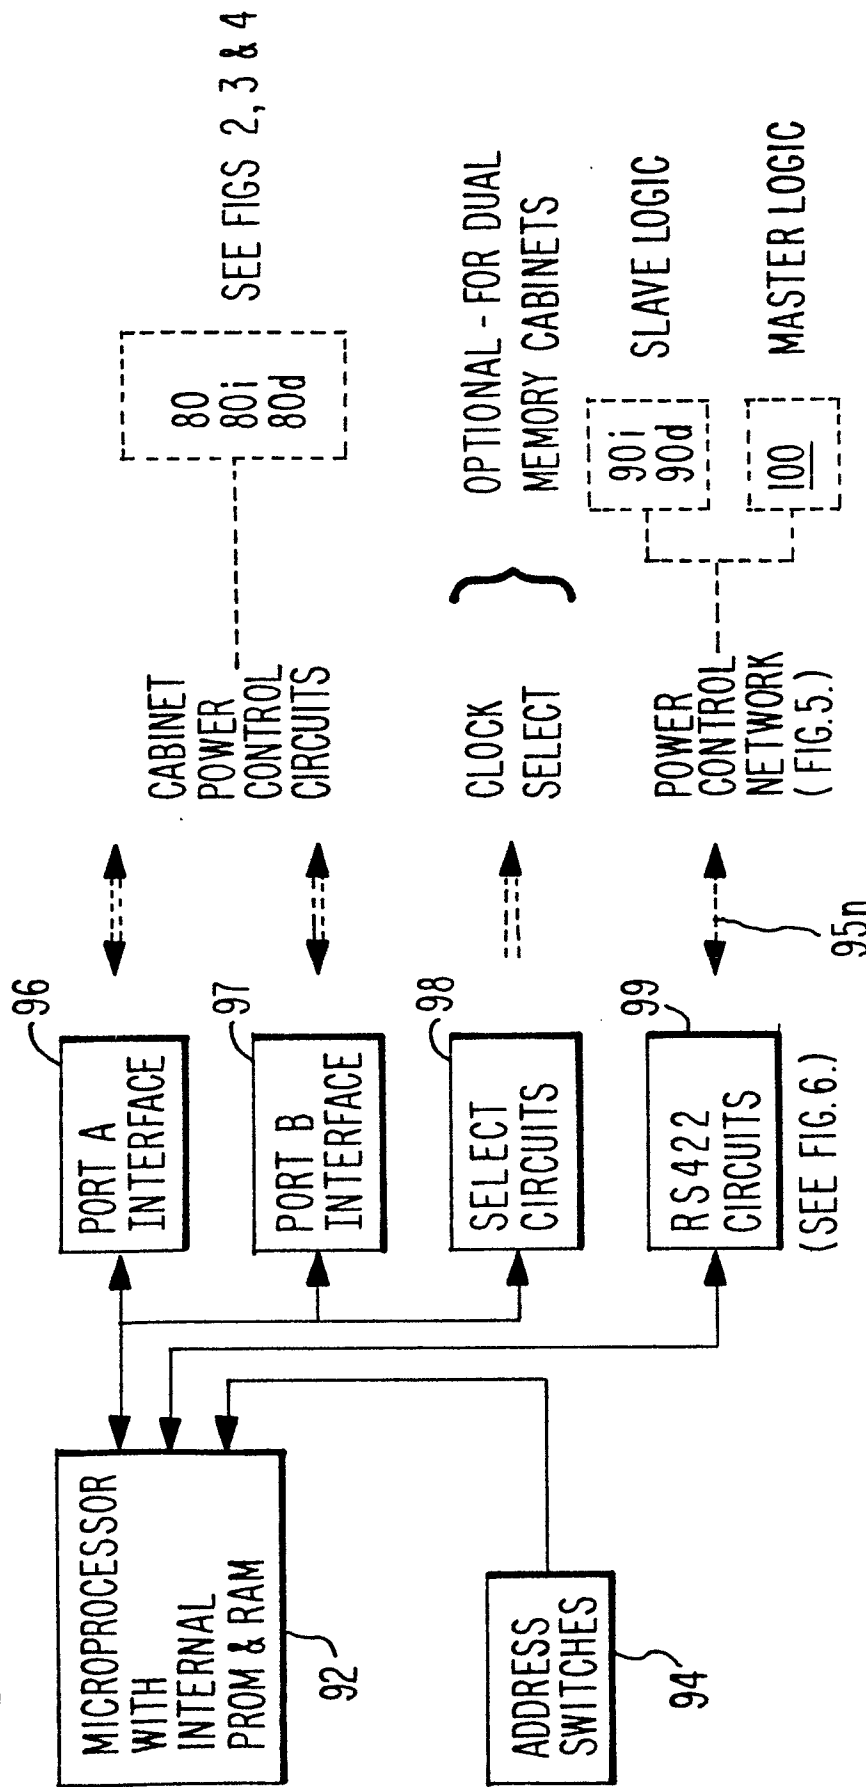 MICROPROCESSOR
WITH
INTERNAL
PROM & RAM
92
ADDRESS
SWITCHES
94
96
PORT A
INTERFACE
97
PORT B
INTERFACE
98
SELECT
CIRCUITS
99
RS422
CIRCUITS
(SEE FIG. 6.)
CABINET
POWER
CONTROL
CIRCUITS
80
80i
80d
SEE FIGS 2, 3 & 4
CLOCK
SELECT
OPTIONAL - FOR DUAL
MEMORY CABINETS
95n
POWER
CONTROL
NETWORK
(FIG. 5.)
90i
90d
SLAVE LOGIC
100
MASTER LOGIC